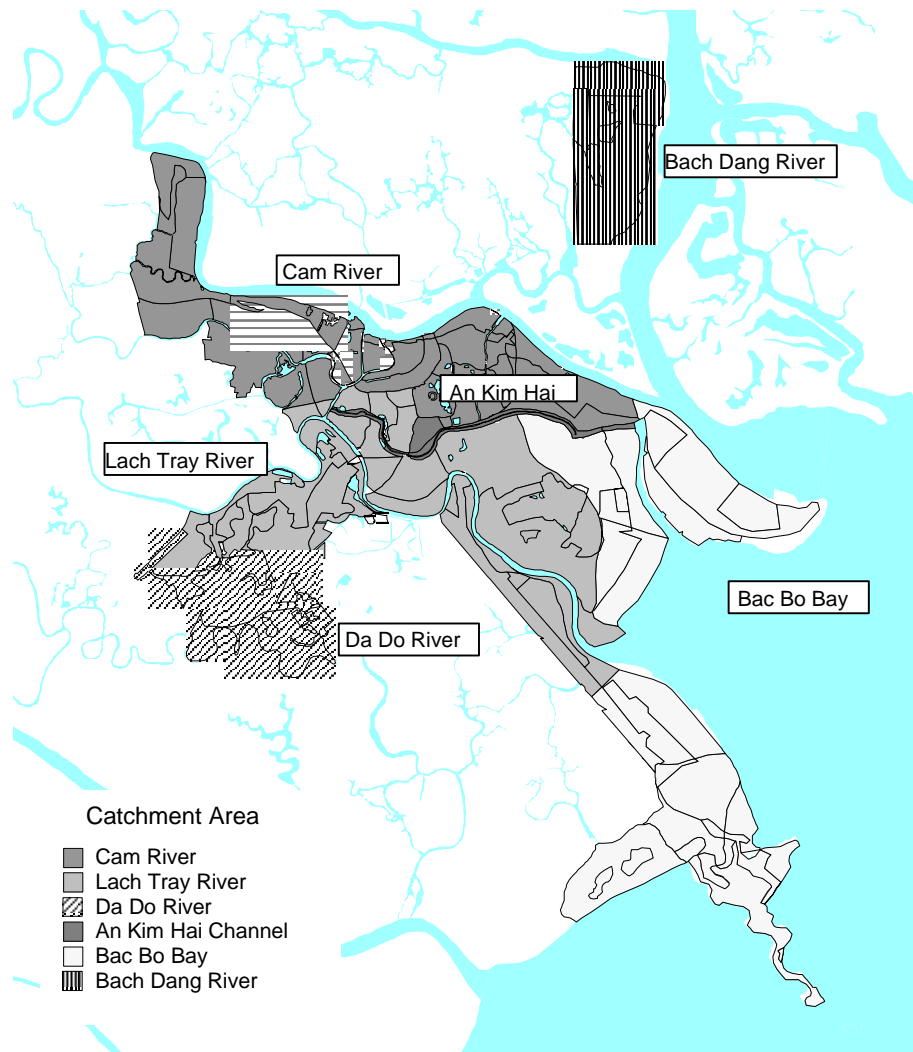 Bach Dang River
Cam River
An Kim Hai
Lach Tray River
Bac Bo Bay
Da Do River
Catchment Area
Cam River
Lach Tray River
Da Do River
An Kim Hai Channel
Bac Bo Bay
Bach Dang River